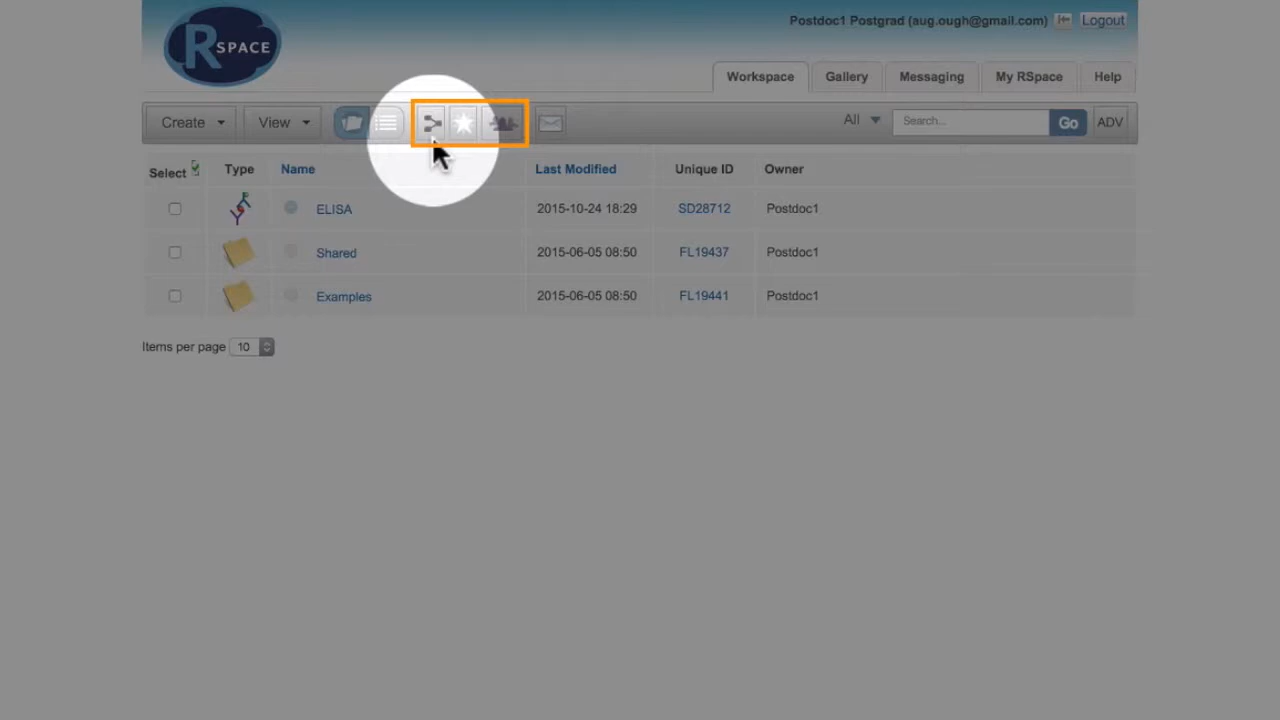 RSPACE
Postdoc1 Postgrad (aug.ough@gmail.com) Logout
Workspace Gallery Messaging My RSpace Help
Create View All Search... Go ADV
Select Type Name Last Modified Unique ID Owner
ELISA 2015-10-24 18:29 SD28712 Postdoc1
Shared 2015-06-05 08:50 FL19437 Postdoc1
Examples 2015-06-05 08:50 FL19441 Postdoc1
Items per page 10